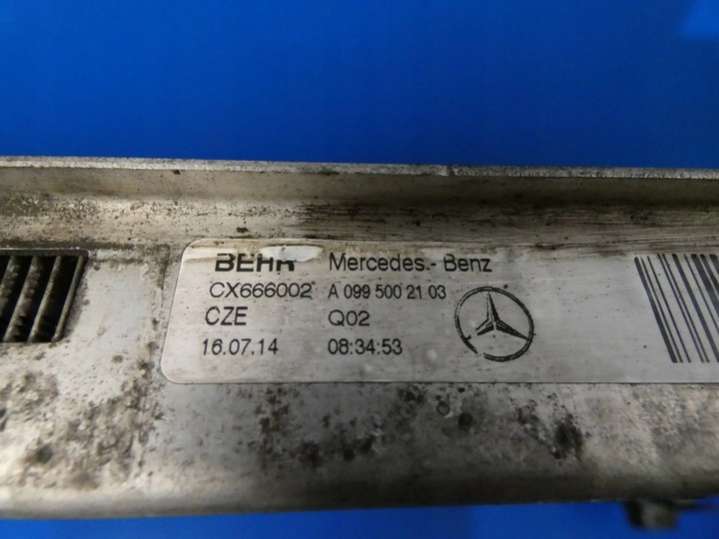 BEHR Mercedes-Benz
CX666002 A 099 500 21 03
CZE Q02
16.07.14 08:34:53